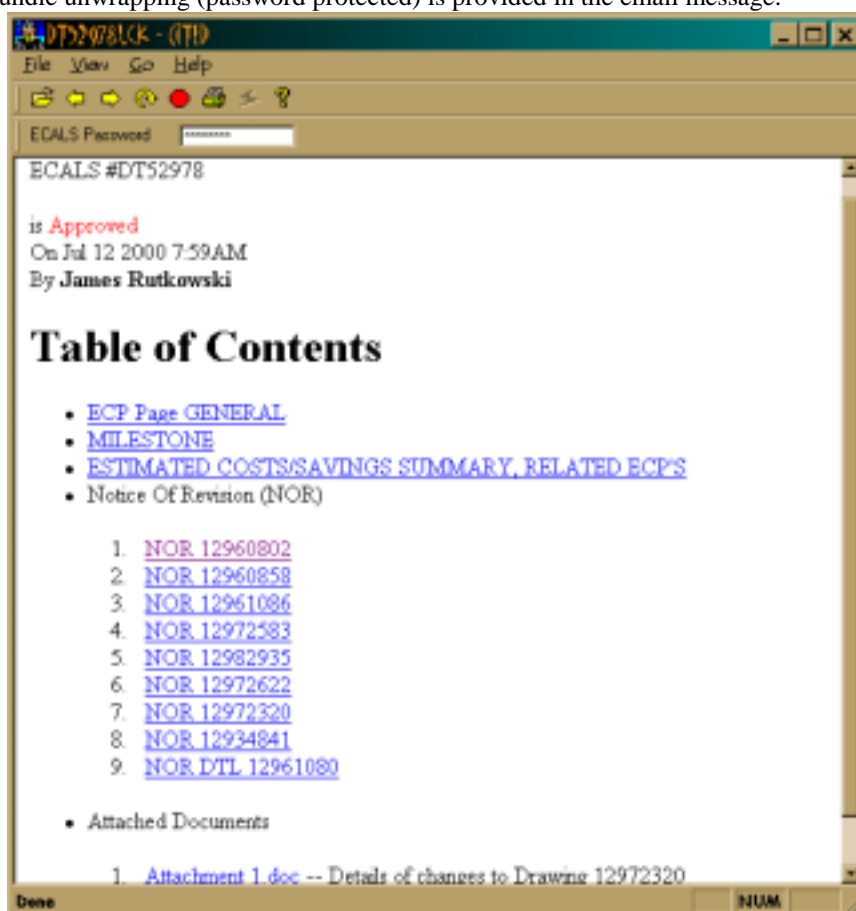 undle unwrapping (password protected) is provided in the email message.
DT52978LCK - (ITI)
File View Go Help
ECALS Password ********
ECALS #DT52978
is Approved
On Jul 12 2000 7:59AM
By James Rutkowski
Table of Contents
• ECP Page GENERAL
• MILESTONE
• ESTIMATED COSTS/SAVINGS SUMMARY, RELATED ECP'S
• Notice Of Revision (NOR)
1. NOR 12960802
2. NOR 12960858
3. NOR 12961086
4. NOR 12972583
5. NOR 12982935
6. NOR 12972622
7. NOR 12972320
8. NOR 12934841
9. NOR DTL 12961080
• Attached Documents
1. Attachment 1.doc -- Details of changes to Drawing 12972320
Done NUM